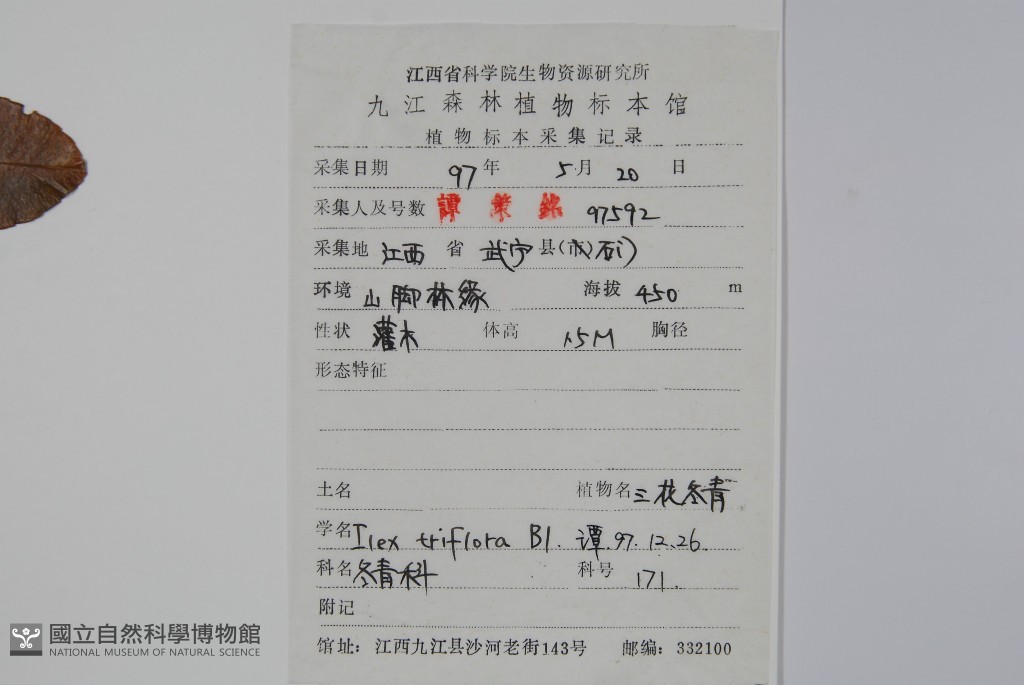 江西省科学院生物资源研究所
九江森林植物标本馆
植物标本采集记录
采集日期 97年 5月 20 日
采集人及号数 譚策銘 97592
采集地 江西 省 武宁 县(市)石门
环境 山脚林缘 海拔 450 m
性状 灌木 体高 1.5M 胸径
形态特征
土名 植物名 三花冬青
学名 Ilex triflora Bl. 谭.97.12.26.
科名 冬青科 科号 171.
附记
馆址: 江西九江县沙河老街143号 邮编: 332100
國立自然科學博物館
NATIONAL MUSEUM OF NATURAL SCIENCE